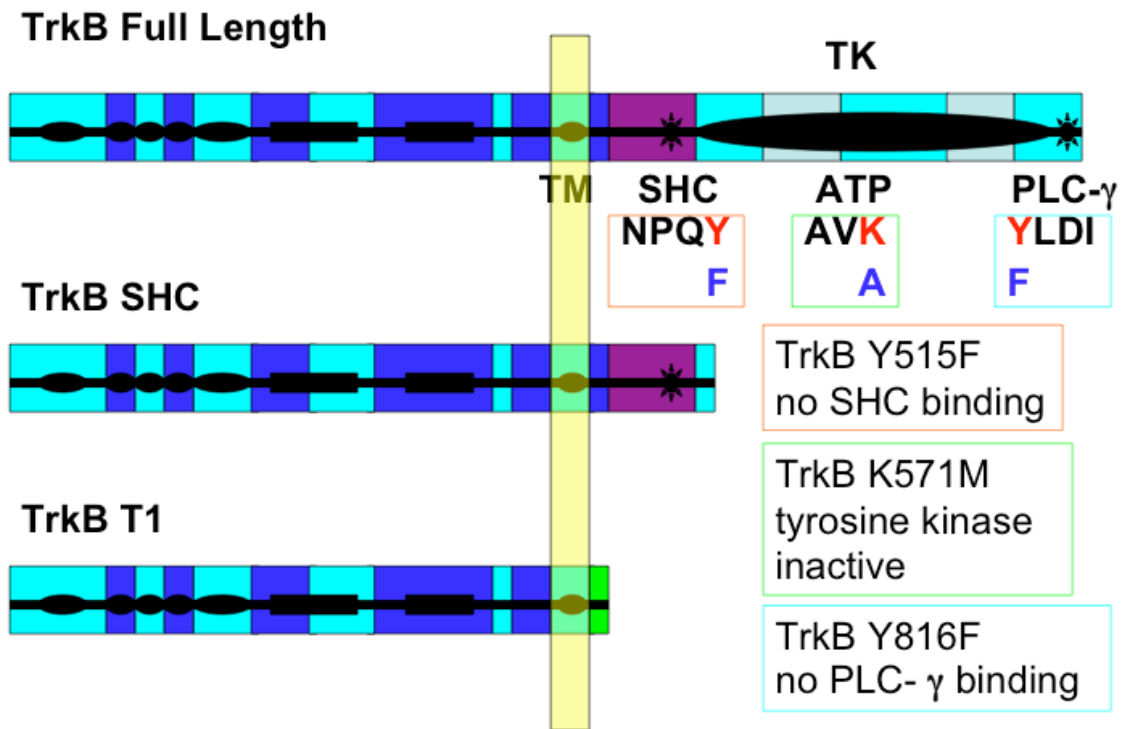 TrkB Full Length
TK
TM SHC ATP PLC-γ
NPQY AVK YLDI
F A F
TrkB SHC
TrkB Y515F
no SHC binding
TrkB K571M
tyrosine kinase
inactive
TrkB T1
TrkB Y816F
no PLC- γ binding